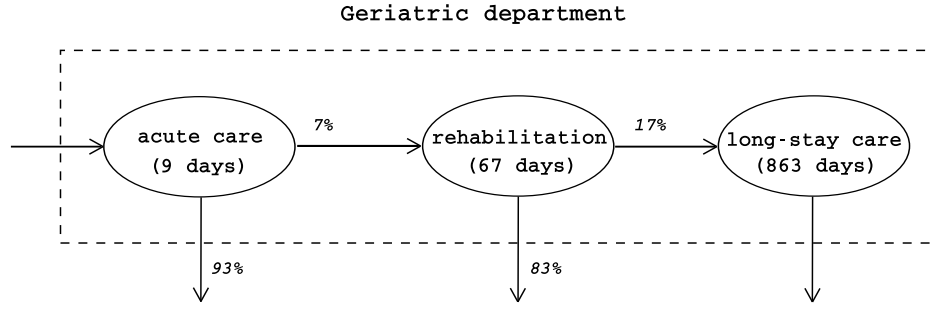 Geriatric department
acute care
(9 days)
7%
rehabilitation
(67 days)
17%
long-stay care
(863 days)
93%
83%